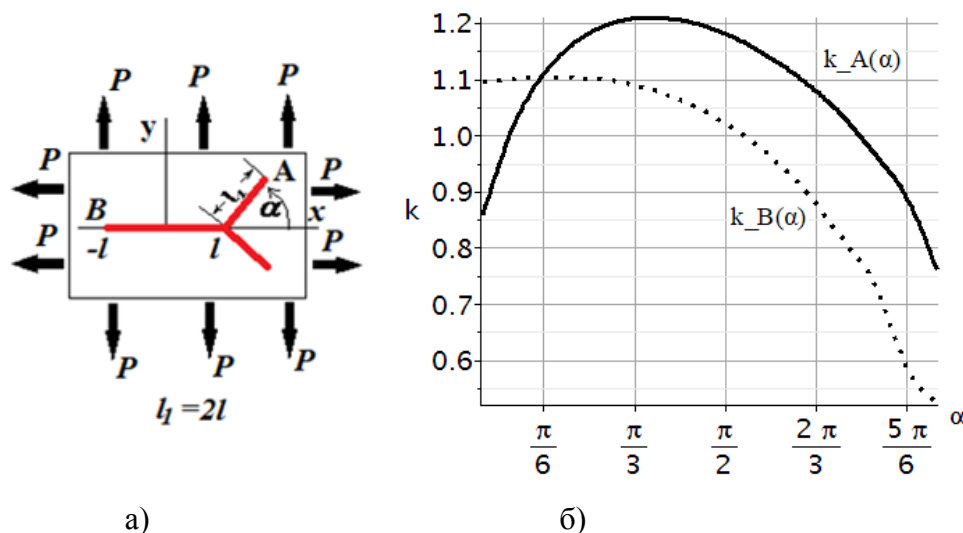 P P P
y
P A P
l₁ α
B x
P -l l P
P P P
l₁ =2l
1.2
1.1
1.0
0.9
0.8
0.7
0.6
k
k_A(α)
k_B(α)
π/6 π/3 π/2 2π/3 5π/6 α
а) б)